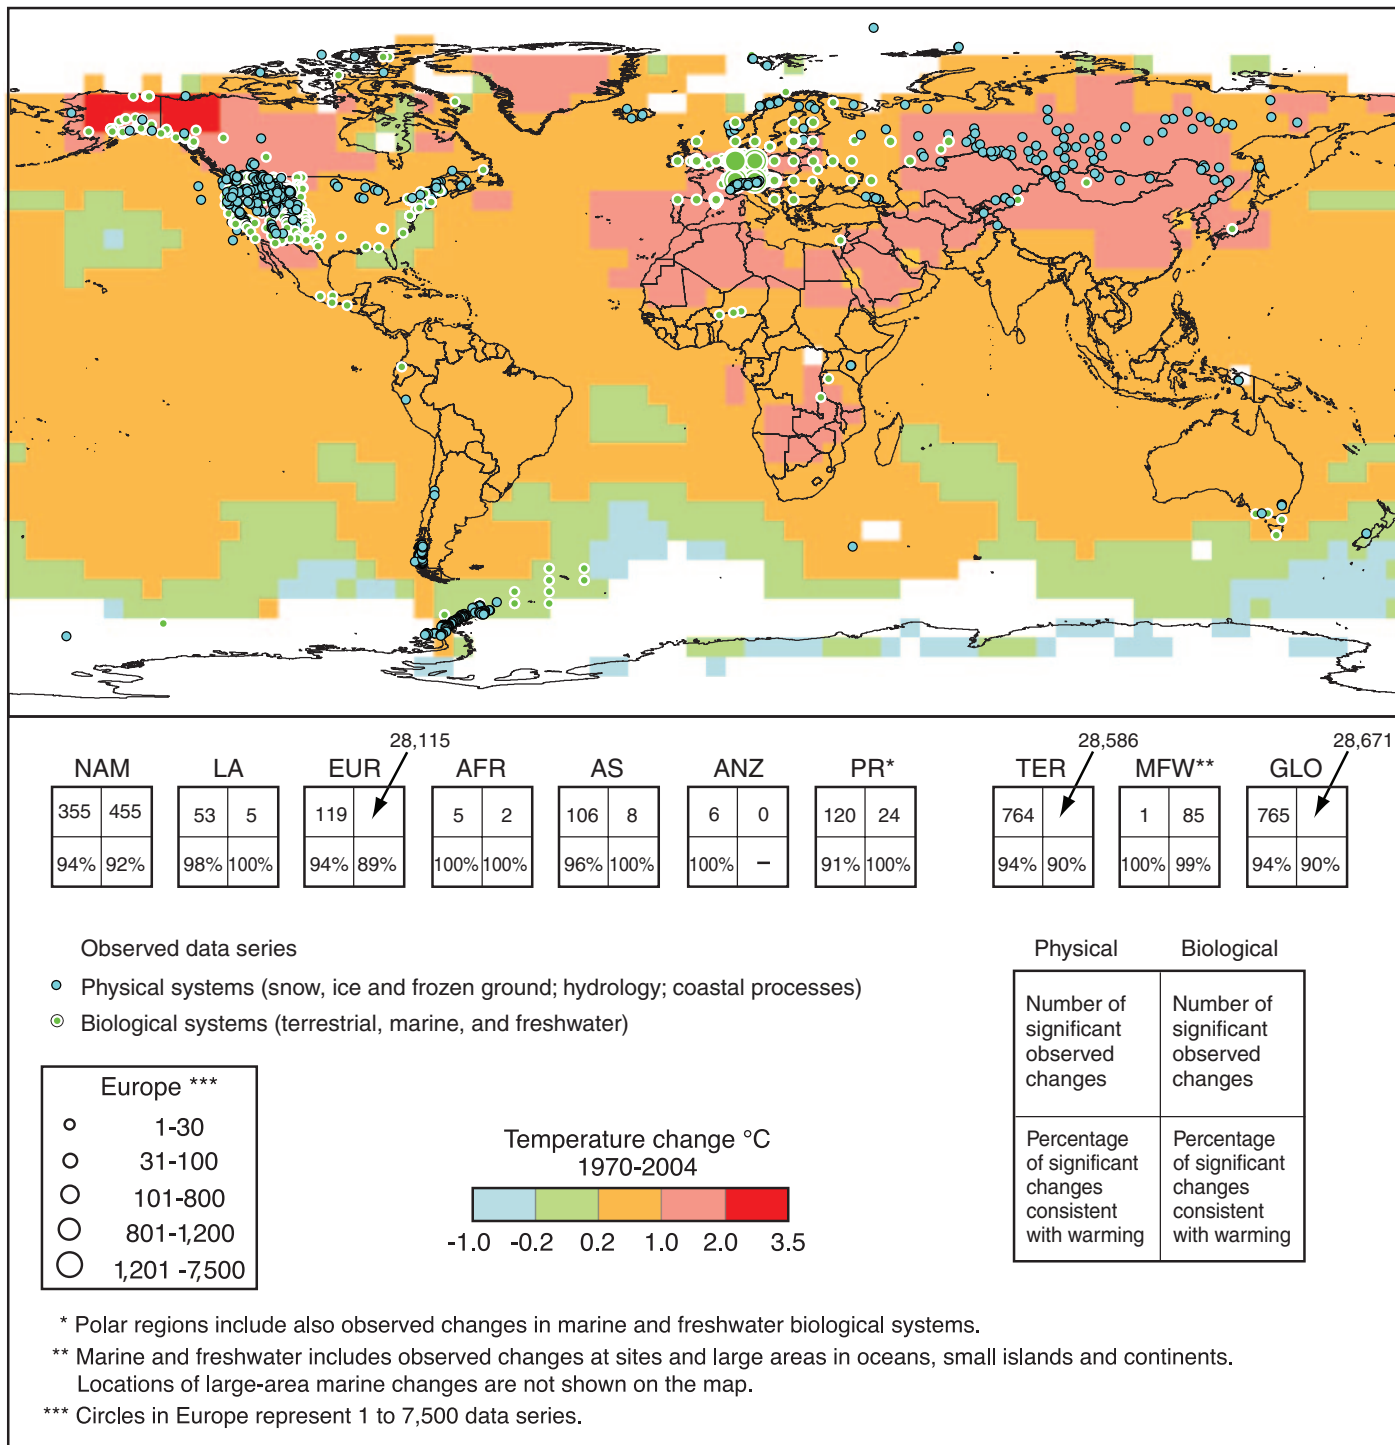 28,115
28,586
28,671
NAM LA EUR AFR AS ANZ PR* TER MFW** GLO
355 455 53 5 119 5 2 106 8 6 0 120 24 764 1 85 765
94% 92% 98% 100% 94% 89% 100% 100% 96% 100% 100% – 91% 100% 94% 90% 100% 99% 94% 90%
Observed data series
Physical systems (snow, ice and frozen ground; hydrology; coastal processes)
Biological systems (terrestrial, marine, and freshwater)
Europe ***
1-30
31-100
101-800
801-1,200
1,201 -7,500
Temperature change °C
1970-2004
-1.0 -0.2 0.2 1.0 2.0 3.5
Physical Biological
Number of
significant
observed
changes
Number of
significant
observed
changes
Percentage
of significant
changes
consistent
with warming
Percentage
of significant
changes
consistent
with warming
* Polar regions include also observed changes in marine and freshwater biological systems.
** Marine and freshwater includes observed changes at sites and large areas in oceans, small islands and continents.
Locations of large-area marine changes are not shown on the map.
*** Circles in Europe represent 1 to 7,500 data series.